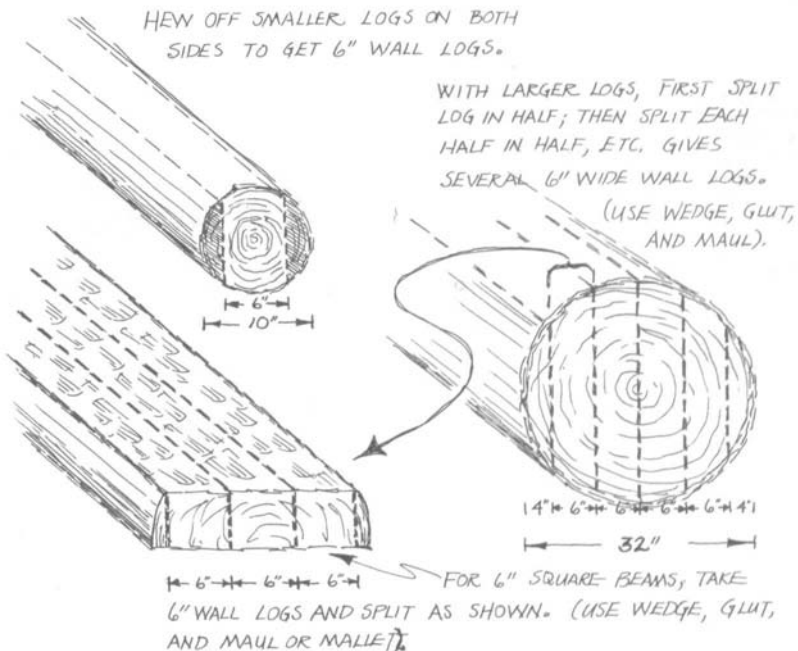 HEW OFF SMALLER LOGS ON BOTH
SIDES TO GET 6" WALL LOGS.
WITH LARGER LOGS, FIRST SPLIT
LOG IN HALF; THEN SPLIT EACH
HALF IN HALF, ETC. GIVES
SEVERAL 6" WIDE WALL LOGS.
(USE WEDGE, GLUT,
AND MAUL).
6"
10"
4" 6" 6" 6" 6" 4"
32"
6" 6" 6"
FOR 6" SQUARE BEAMS, TAKE
6" WALL LOGS AND SPLIT AS SHOWN. (USE WEDGE, GLUT,
AND MAUL OR MALLET).